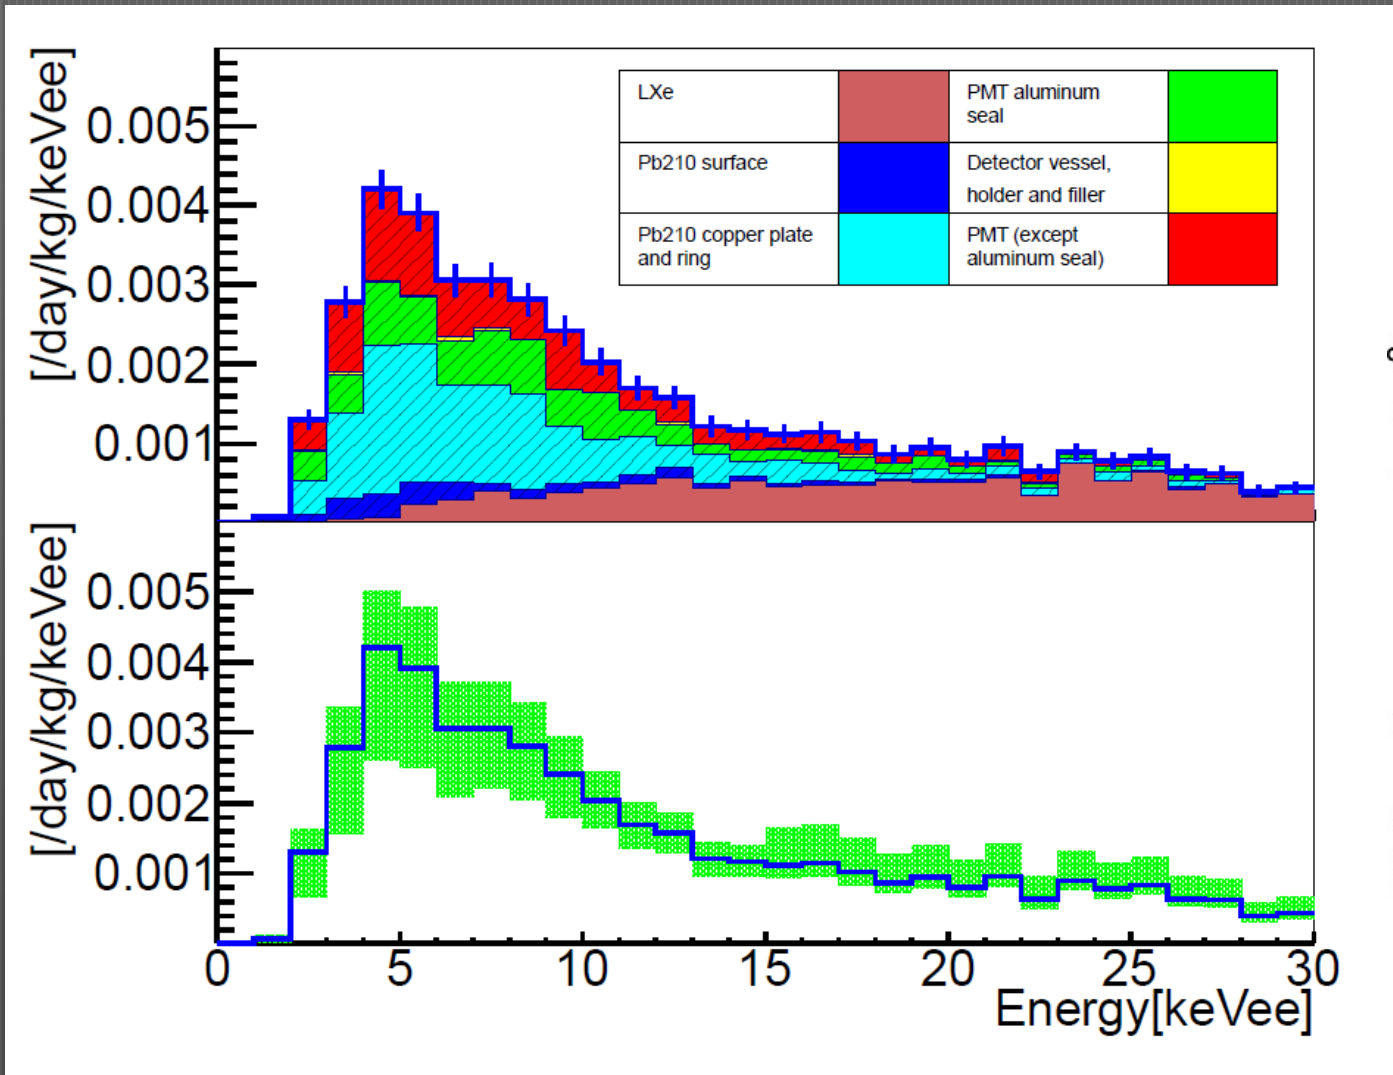 [/day/kg/keVee]
0.005
0.004
0.003
0.002
0.001
LXe
PMT aluminum
seal
Pb210 surface
Detector vessel,
holder and filler
Pb210 copper plate
and ring
PMT (except
aluminum seal)
[/day/kg/keVee]
0.005
0.004
0.003
0.002
0.001
0 5 10 15 20 25 30
Energy[keVee]